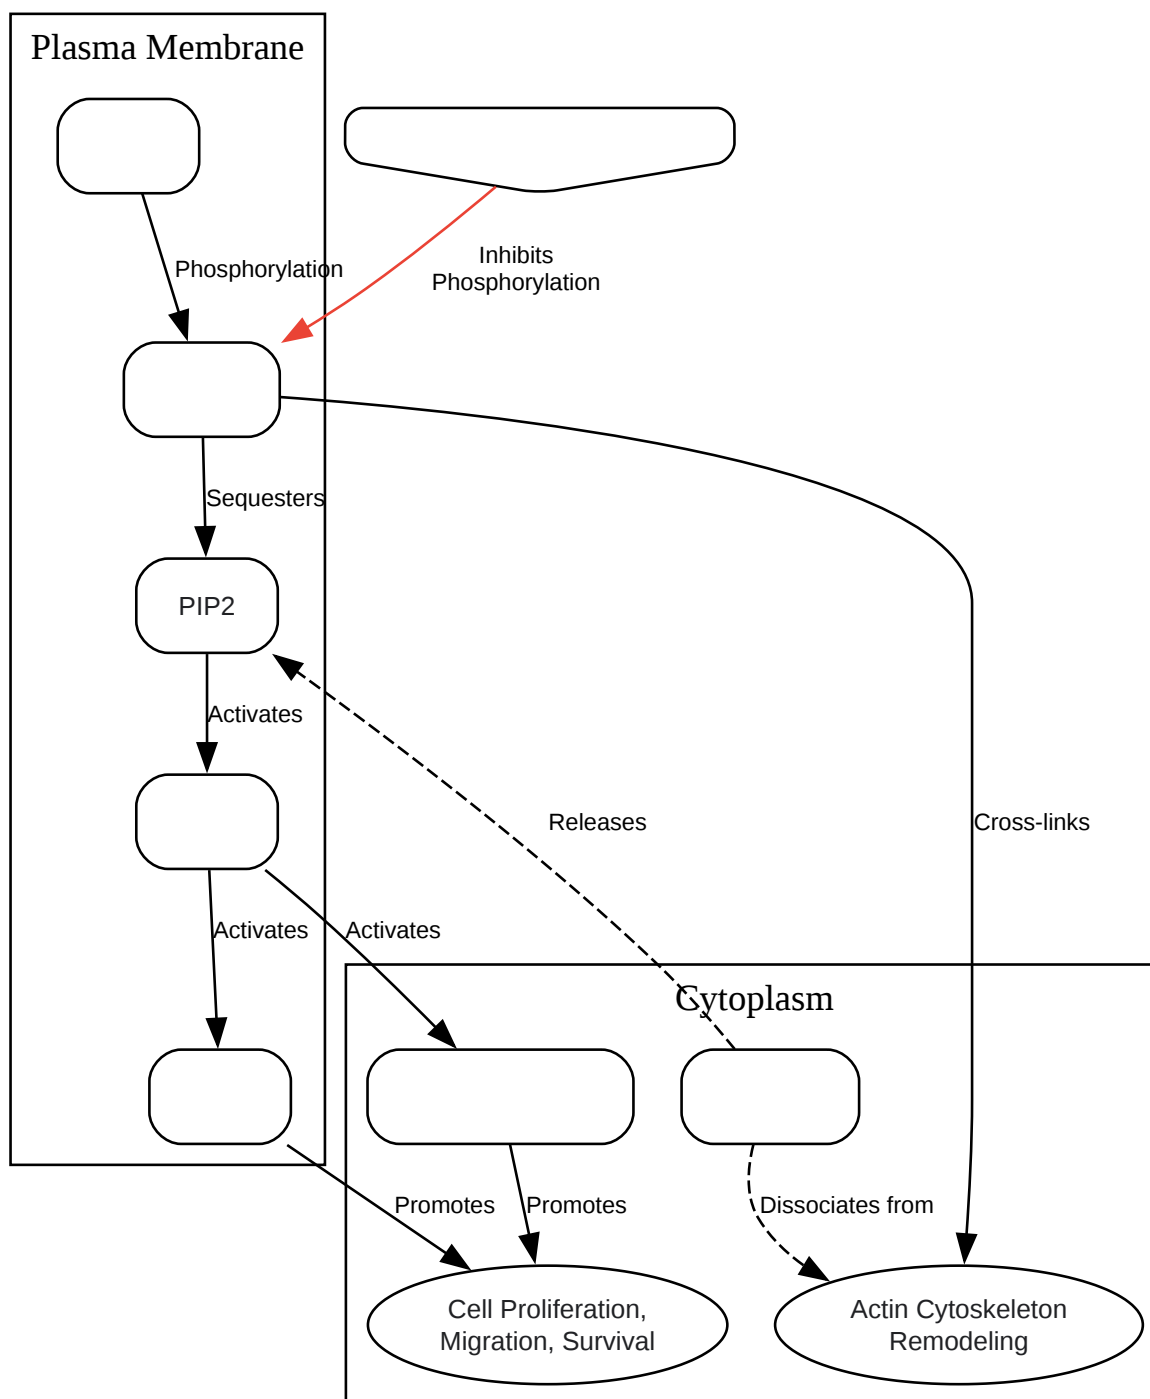 Plasma Membrane
Inhibits
Phosphorylation
Phosphorylation
Sequesters
PIP2
Activates
Releases
Cross-links
Activates
Activates
Cytoplasm
Promotes
Promotes
Dissociates from
Cell Proliferation,
Migration, Survival
Actin Cytoskeleton
Remodeling